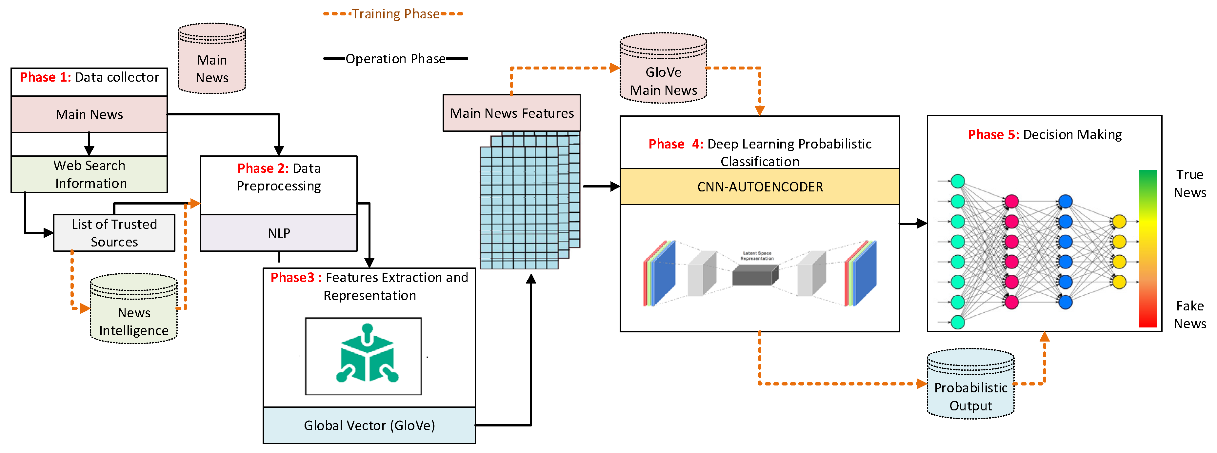 Training Phase
Operation Phase
Main
News
Phase 1: Data collector
Main News
Web Search
Information
List of Trusted
Sources
News
Intelligence
Phase 2: Data
Preprocessing
NLP
Phase3 : Features Extraction and
Representation
Global Vector (GloVe)
Main News Features
GloVe
Main News
Phase 4: Deep Learning Probabilistic
Classification
CNN-AUTOENCODER
Latent Space
Representation
Phase 5: Decision Making
True
News
Fake
News
Probabilistic
Output